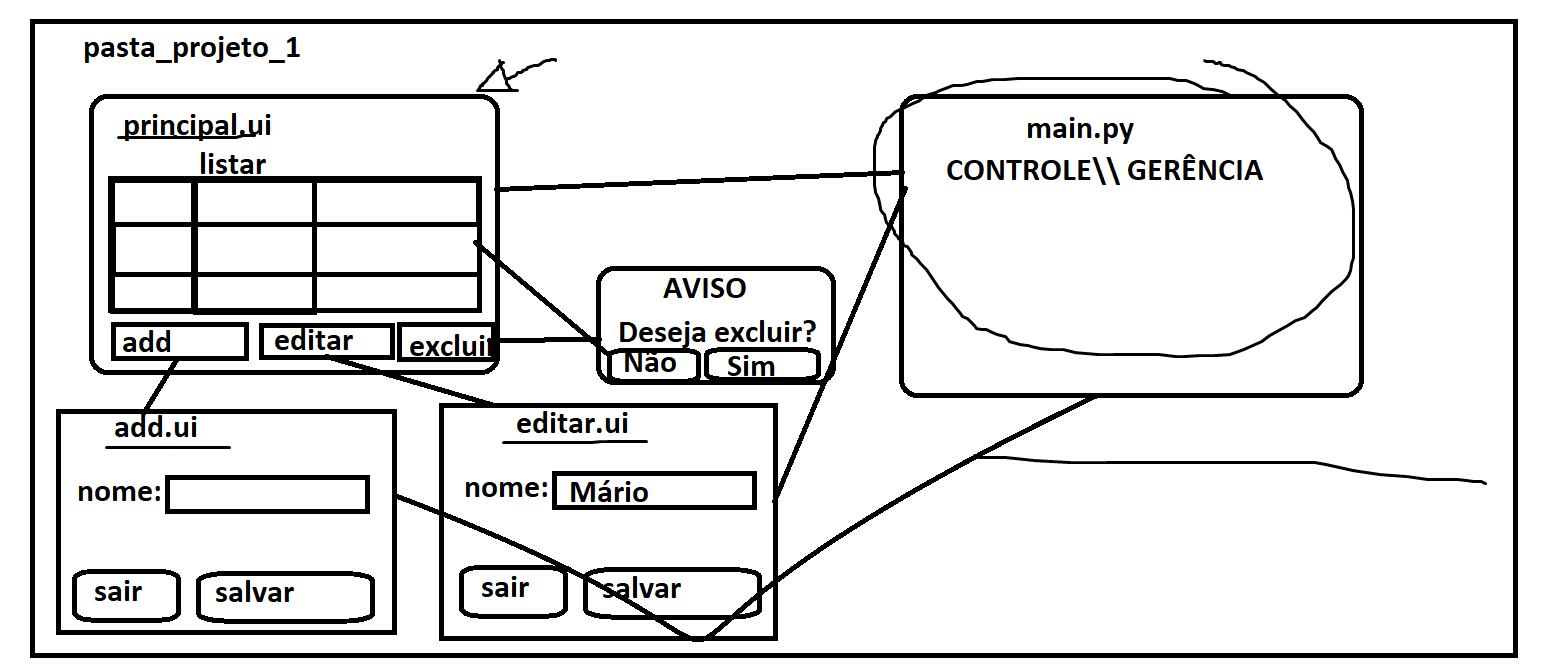 pasta_projeto_1
principal.ui
listar
add
editar
excluir
AVISO
Deseja excluir?
Não
Sim
main.py
CONTROLE\\ GERÊNCIA
add.ui
nome:
sair
salvar
editar.ui
nome:
Mário
sair
salvar